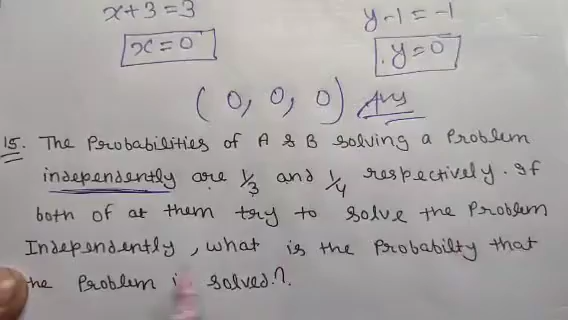 x+3=3
y-1=-1
x=0
y=0
(0, 0, 0) Ans
15. The Probabilities of A & B solving a Problem
independently are 1/3 and 1/4 respectively. If
both of at them try to solve the Problem
Independently, what is the Probabilty that
the Problem is solved.?